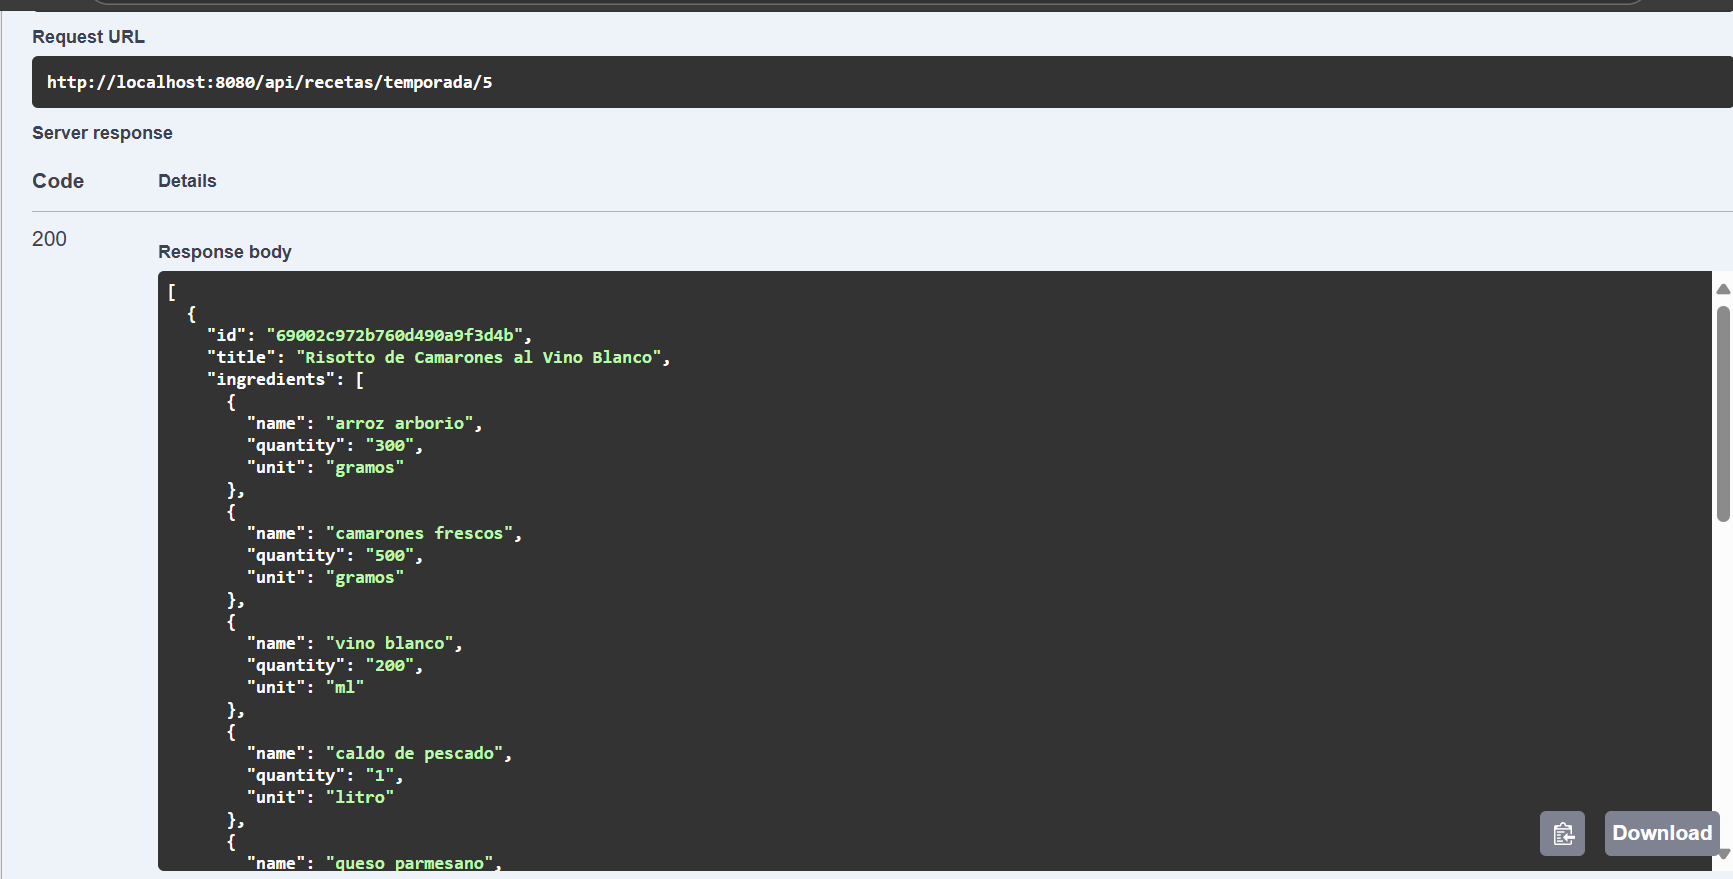 Request URL
http://localhost:8080/api/recetas/temporada/5
Server response
Code Details
200
Response body
[
  {
    "id": "69002c972b760d490a9f3d4b",
    "title": "Risotto de Camarones al Vino Blanco",
    "ingredients": [
      {
        "name": "arroz arborio",
        "quantity": "300",
        "unit": "gramos"
      },
      {
        "name": "camarones frescos",
        "quantity": "500",
        "unit": "gramos"
      },
      {
        "name": "vino blanco",
        "quantity": "200",
        "unit": "ml"
      },
      {
        "name": "caldo de pescado",
        "quantity": "1",
        "unit": "litro"
      },
      {
        "name": "queso parmesano",
Download